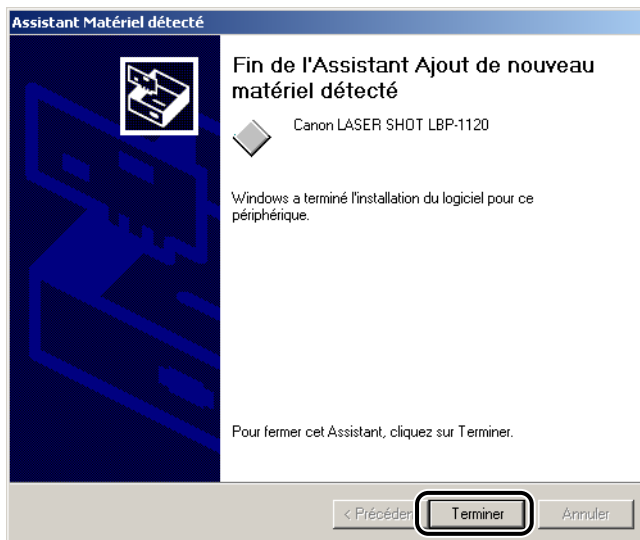 Assistant Matériel détecté
Fin de l'Assistant Ajout de nouveau
matériel détecté
Canon LASER SHOT LBP-1120
Windows a terminé l'installation du logiciel pour ce
périphérique.
Pour fermer cet Assistant, cliquez sur Terminer.
< Précéden Terminer Annuler